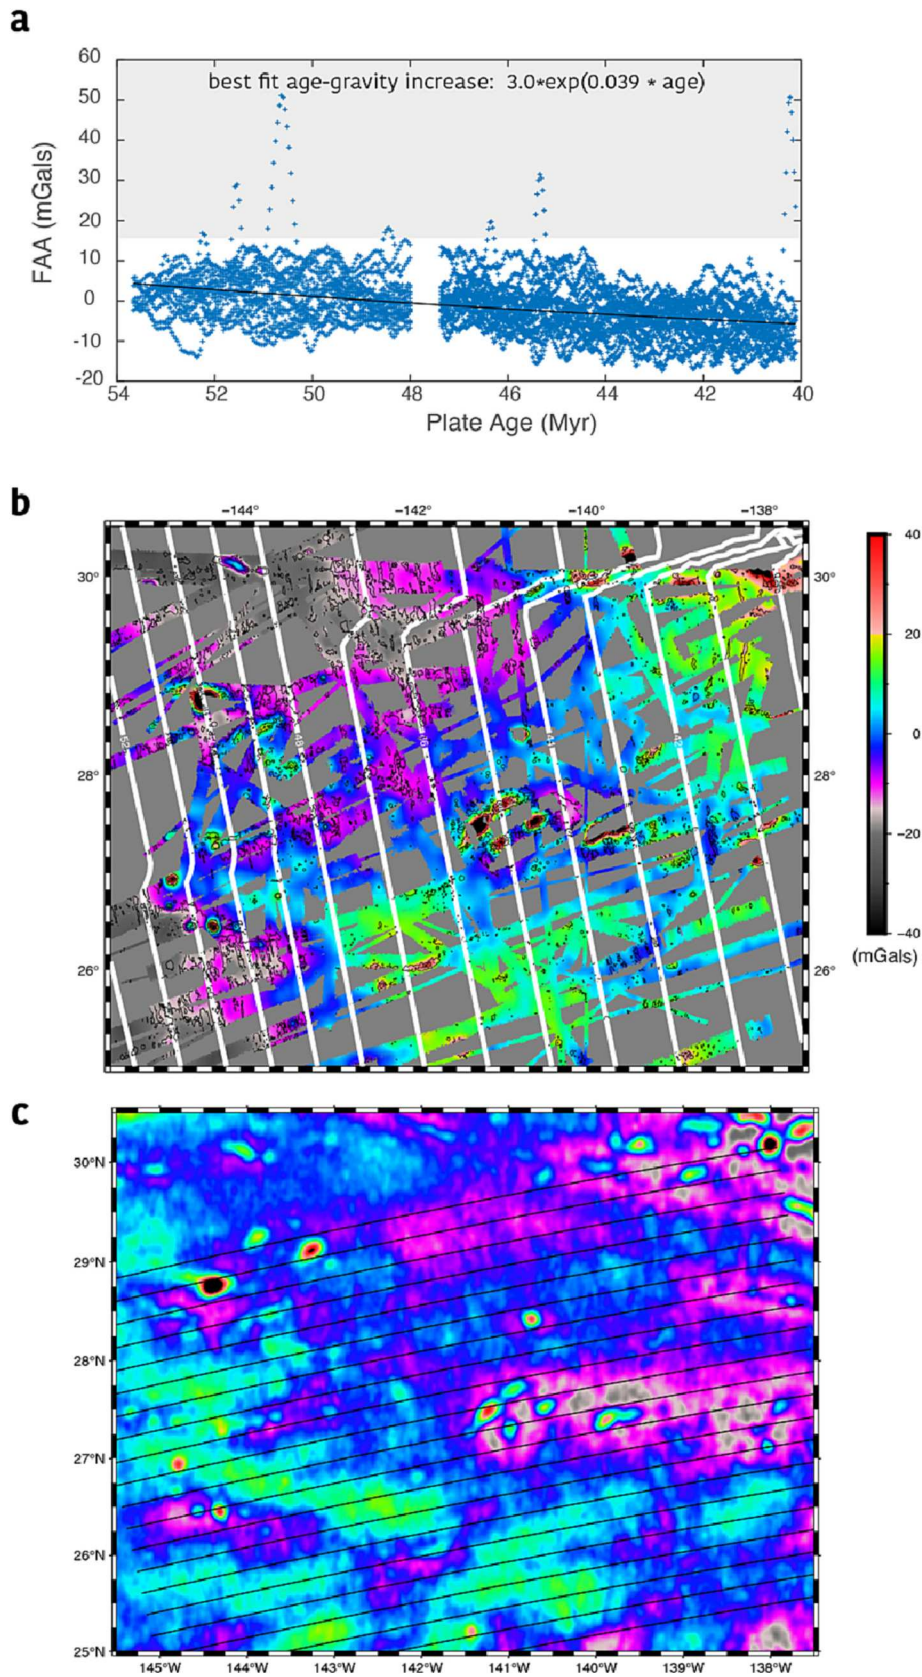 a
60
50
40
30
20
10
0
-10
-20
FAA (mGals)
best fit age-gravity increase: 3.0*exp(0.039 * age)
54 52 50 48 46 44 42 40
Plate Age (Myr)
b
-144° -142° -140° -138°
30° 30°
28° 28°
26° 26°
40
20
0
-20
-40
(mGals)
c
30°N
29°N
28°N
27°N
26°N
25°N
145°W 144°W 143°W 142°W 141°W 140°W 139°W 138°W